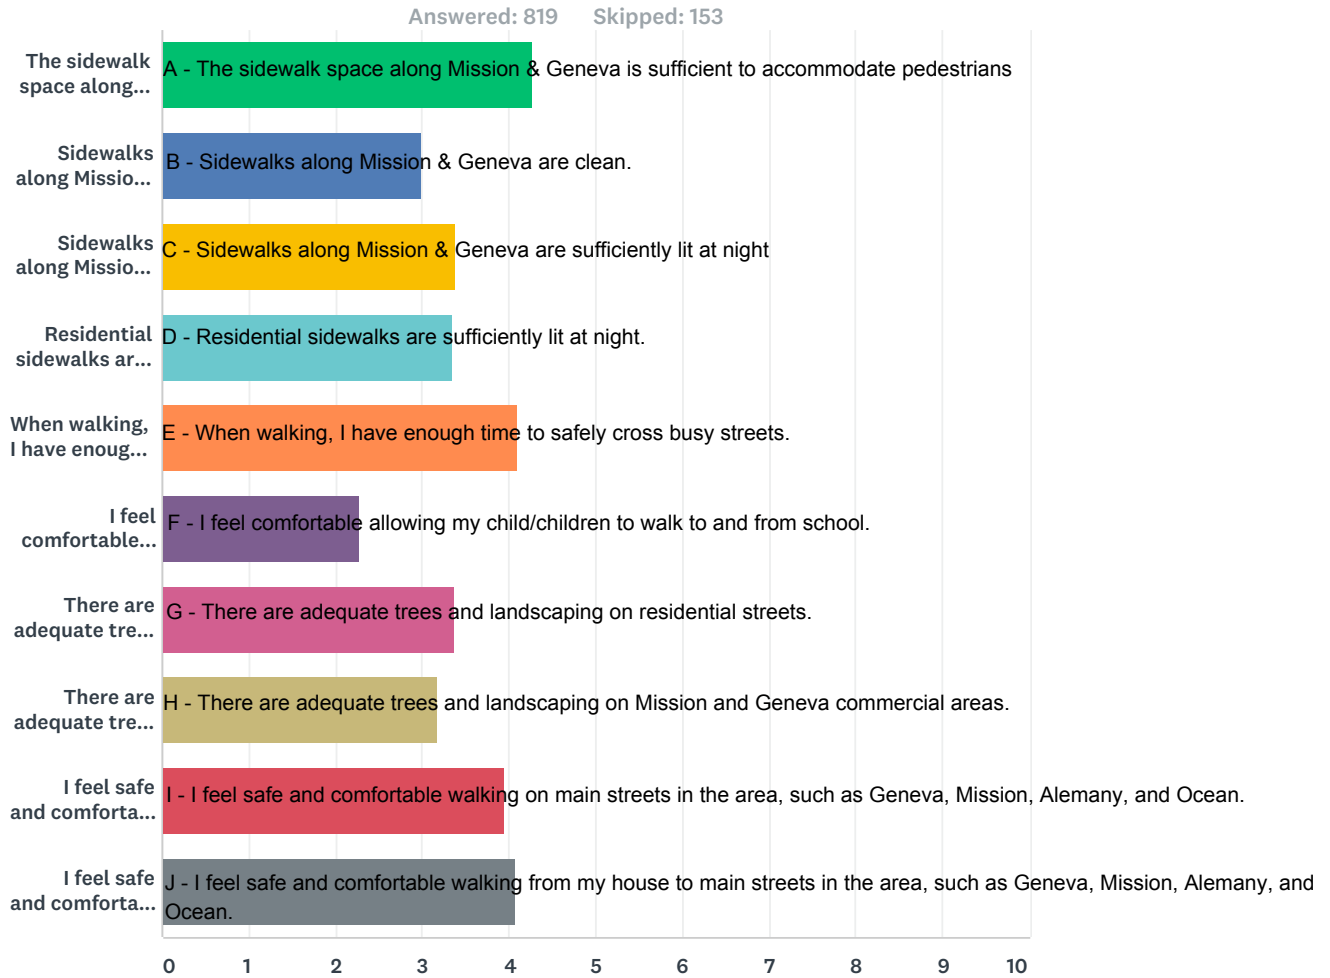 Answered: 819 Skipped: 153
The sidewalk
space along...
A - The sidewalk space along Mission & Geneva is sufficient to accommodate pedestrians
Sidewalks
along Missio...
B - Sidewalks along Mission & Geneva are clean.
Sidewalks
along Missio...
C - Sidewalks along Mission & Geneva are sufficiently lit at night
Residential
sidewalks ar...
D - Residential sidewalks are sufficiently lit at night.
When walking,
I have enoug...
E - When walking, I have enough time to safely cross busy streets.
I feel
comfortable...
F - I feel comfortable allowing my child/children to walk to and from school.
There are
adequate tre...
G - There are adequate trees and landscaping on residential streets.
There are
adequate tre...
H - There are adequate trees and landscaping on Mission and Geneva commercial areas.
I feel safe
and comforta...
I - I feel safe and comfortable walking on main streets in the area, such as Geneva, Mission, Alemany, and Ocean.
I feel safe
and comforta...
J - I feel safe and comfortable walking from my house to main streets in the area, such as Geneva, Mission, Alemany, and
Ocean.
0 1 2 3 4 5 6 7 8 9 10